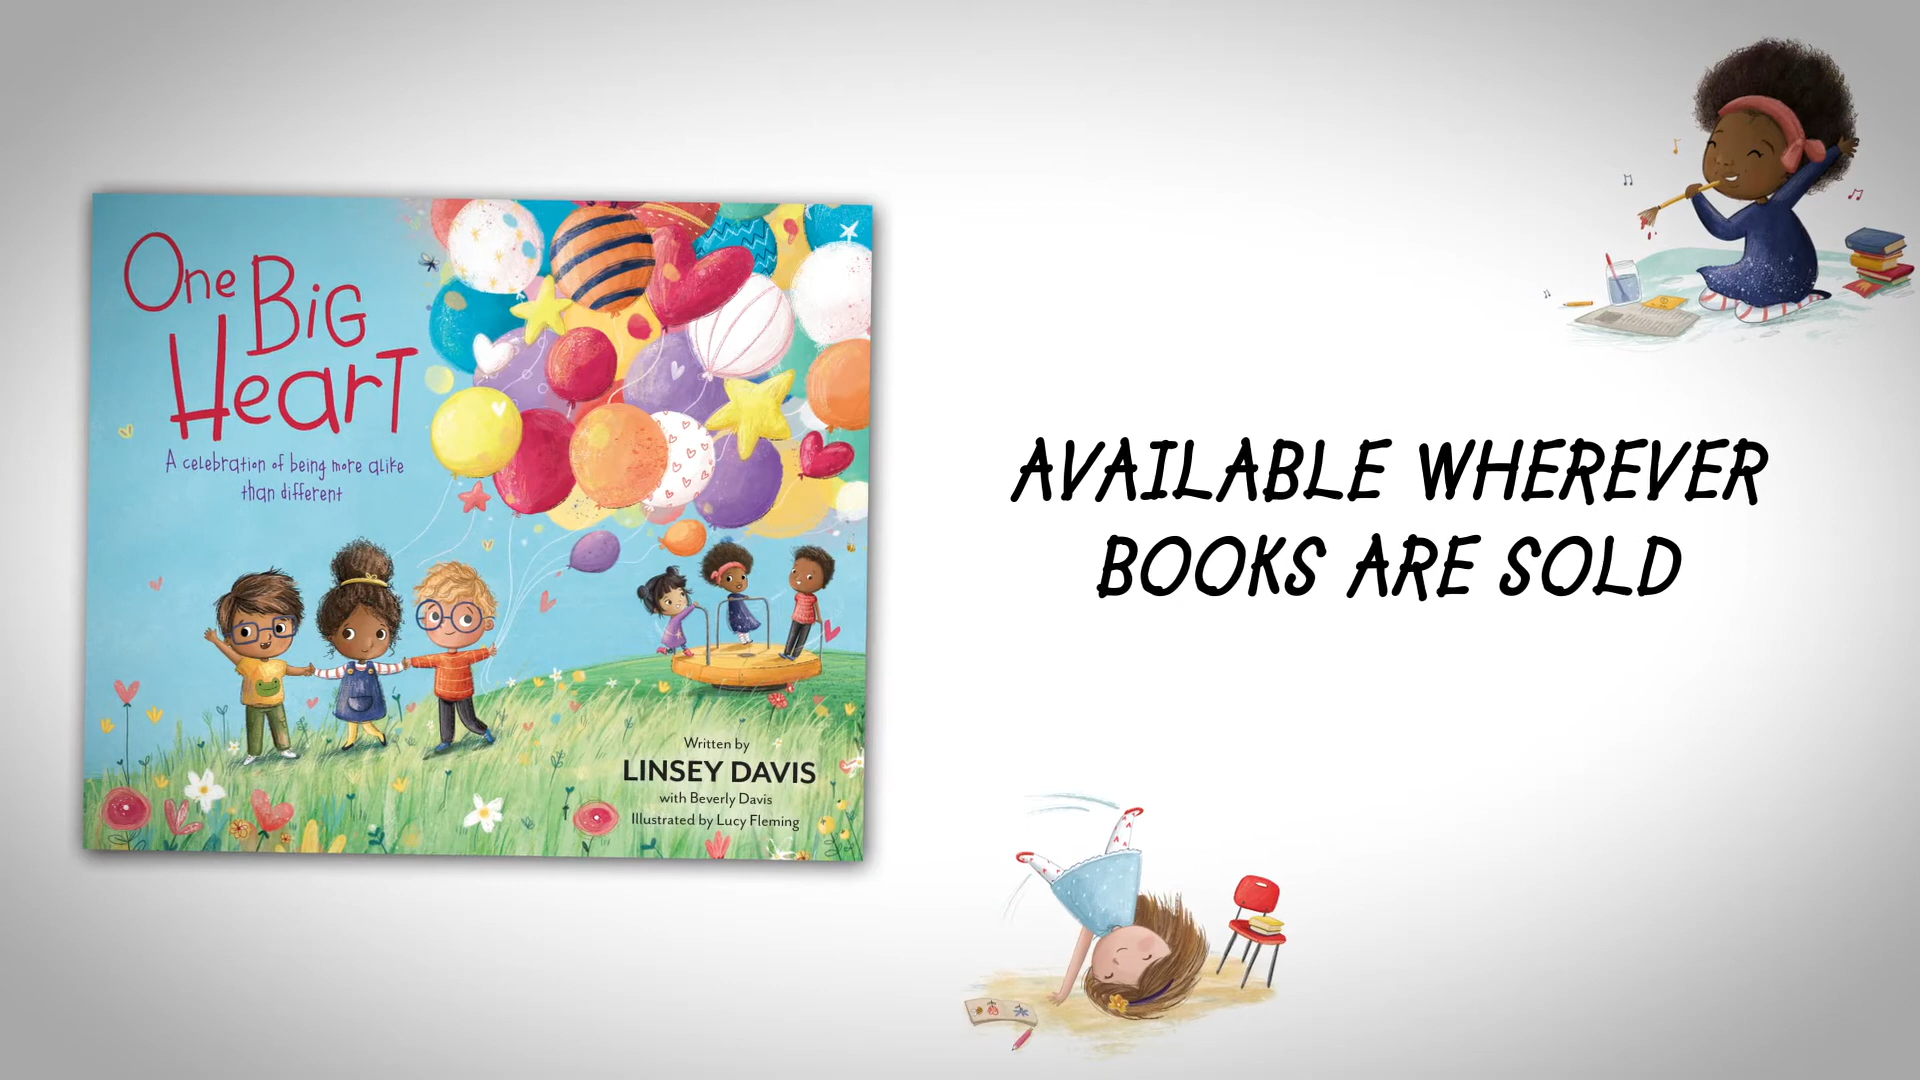 One Big
Heart
A celebration of being more alike
than different
Written by
LINSEY DAVIS
with Beverly Davis
Illustrated by Lucy Fleming
AVAILABLE WHEREVER
BOOKS ARE SOLD